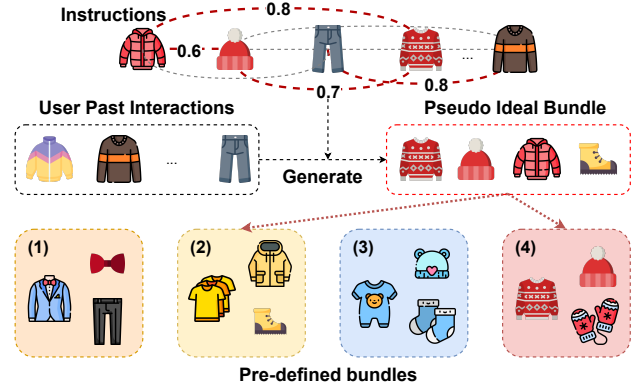 Instructions
0.8
0.6
0.7
0.8
...
User Past Interactions
Pseudo Ideal Bundle
...
Generate
(1)
(2)
(3)
(4)
Pre-defined bundles